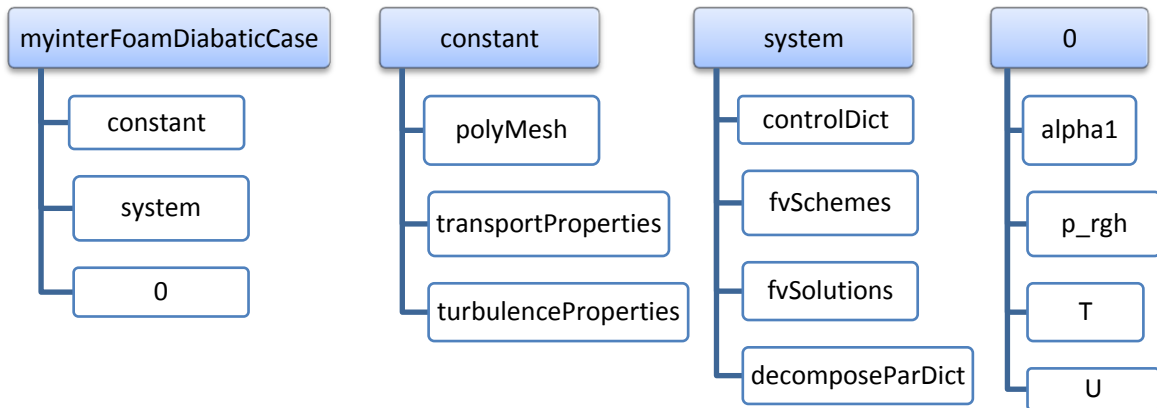 myinterFoamDiabaticCase
constant
system
0
constant
polyMesh
transportProperties
turbulenceProperties
system
controlDict
fvSchemes
fvSolutions
decomposeParDict
0
alpha1
p_rgh
T
U